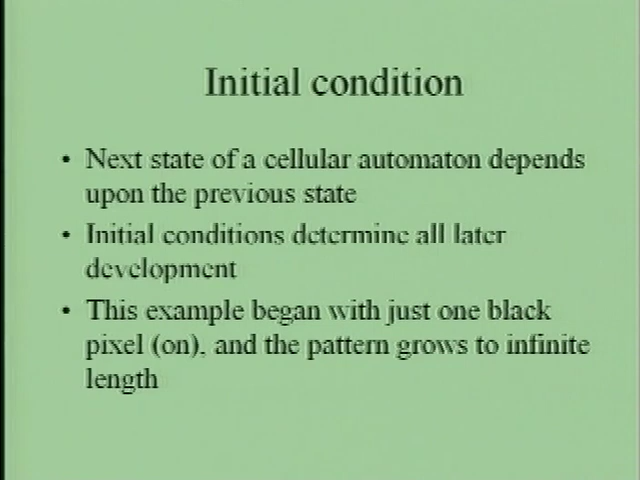 Initial condition
• Next state of a cellular automaton depends
upon the previous state
• Initial conditions determine all later
development
• This example began with just one black
pixel (on), and the pattern grows to infinite
length